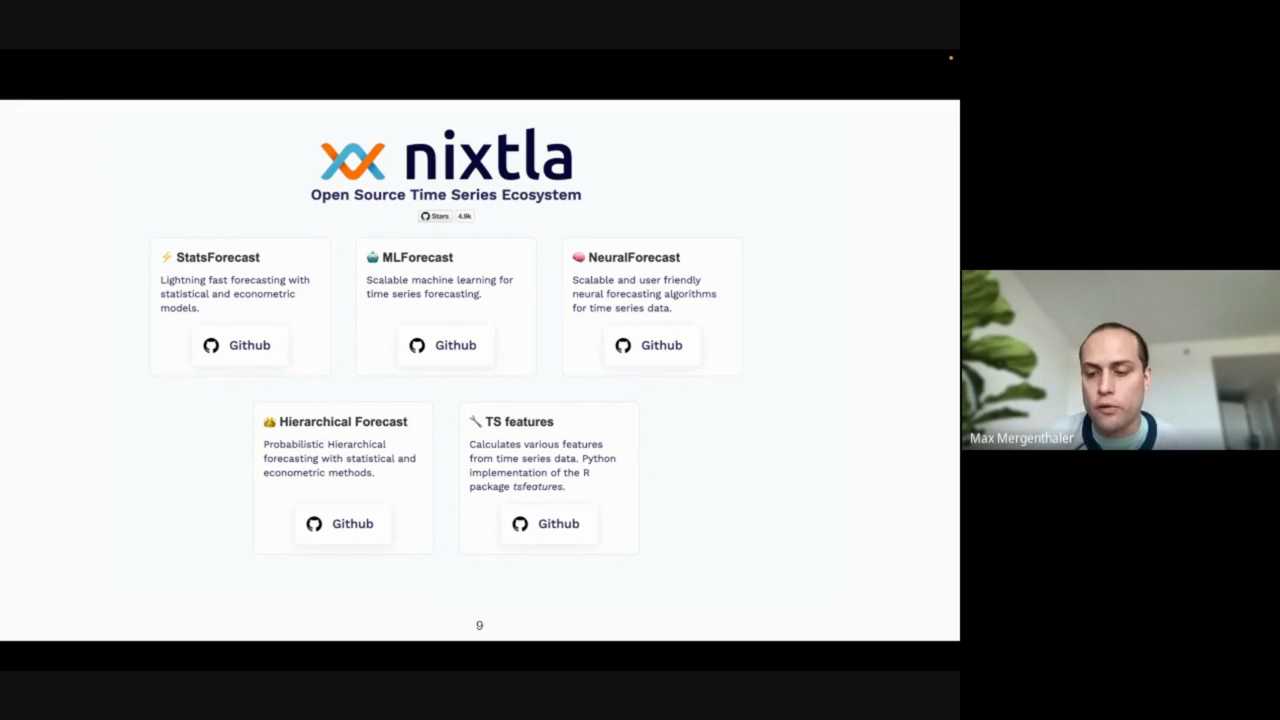 nixtla
Open Source Time Series Ecosystem
Stars 4.9k
StatsForecast
Lightning fast forecasting with
statistical and econometric
models.
Github
MLForecast
Scalable machine learning for
time series forecasting.
Github
NeuralForecast
Scalable and user friendly
neural forecasting algorithms
for time series data.
Github
Hierarchical Forecast
Probabilistic Hierarchical
forecasting with statistical and
econometric methods.
Github
TS features
Calculates various features
from time series data. Python
implementation of the R
package tsfeatures.
Github
9
Max Mergenthaler